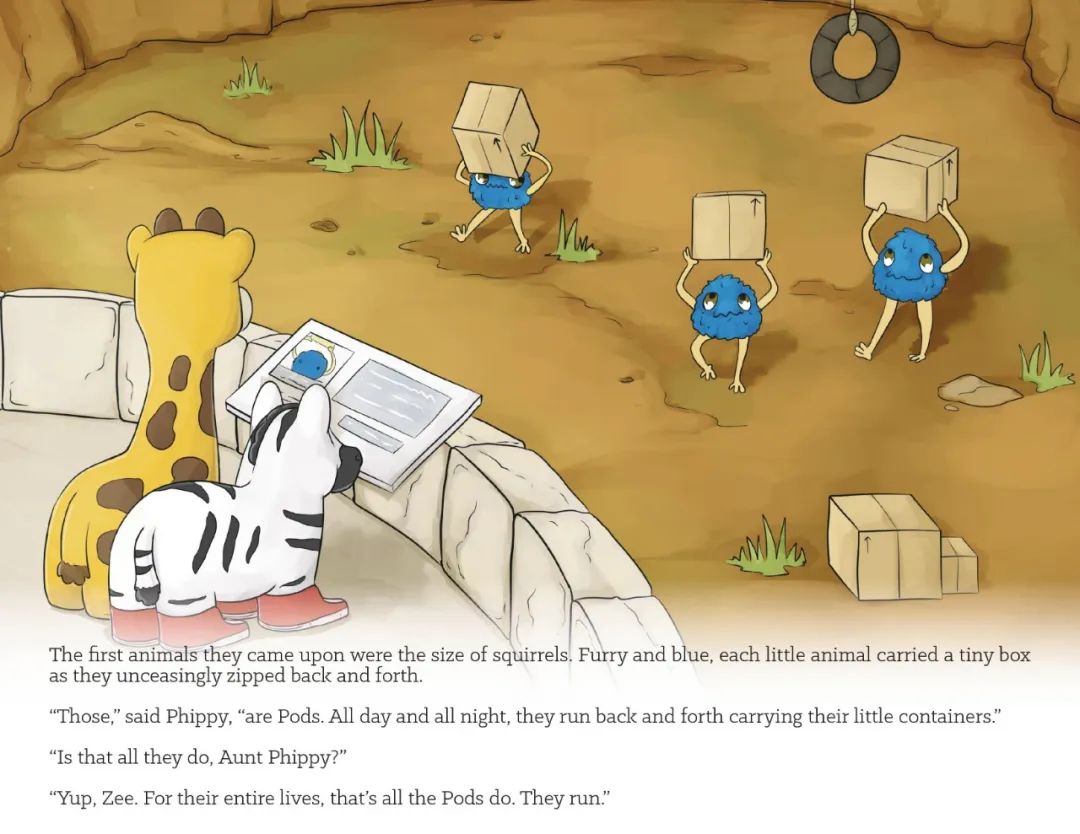 The first animals they came upon were the size of squirrels. Furry and blue, each little animal carried a tiny box
as they unceasingly zipped back and forth.
“Those,” said Phippy, “are Pods. All day and all night, they run back and forth carrying their little containers.”
“Is that all they do, Aunt Phippy?”
“Yup, Zee. For their entire lives, that’s all the Pods do. They run.”